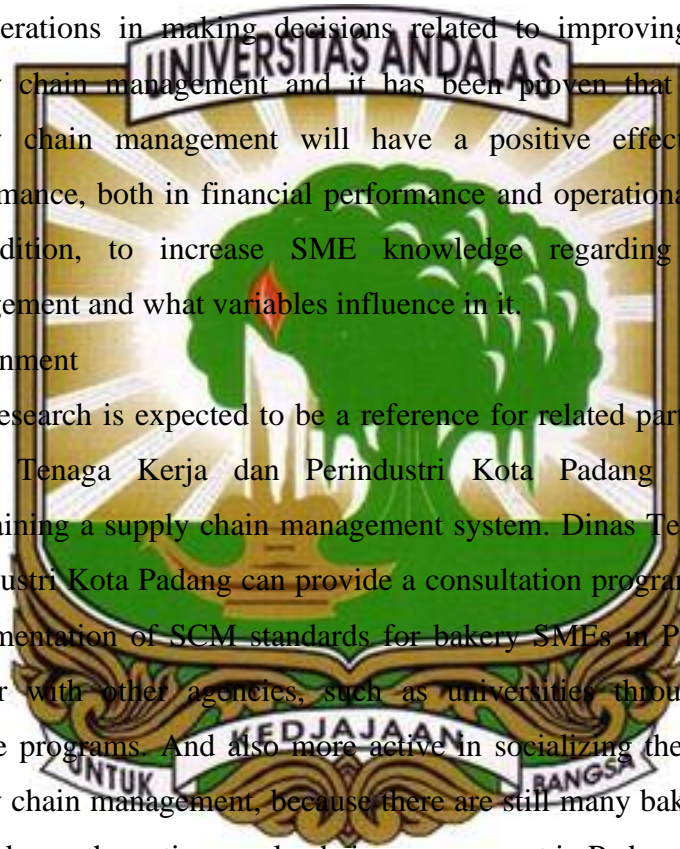 erations in making decisions related to improving
UNIVERSITAS ANDALAS
chain management and it has been proven that
chain management will have a positive effec
mance, both in financial performance and operationa
dition, to increase SME knowledge regarding
gement and what variables influence in it.
nment
esearch is expected to be a reference for related par
Tenaga Kerja dan Perindustri Kota Padang
aining a supply chain management system. Dinas Te
ustri Kota Padang can provide a consultation program
mentation of SCM standards for bakery SMEs in P
r with other agencies, such as universities throu
e programs. And also more active in socializing the
UNTUK KEDJAJAAN BANGSA
chain management, because there are still many bak